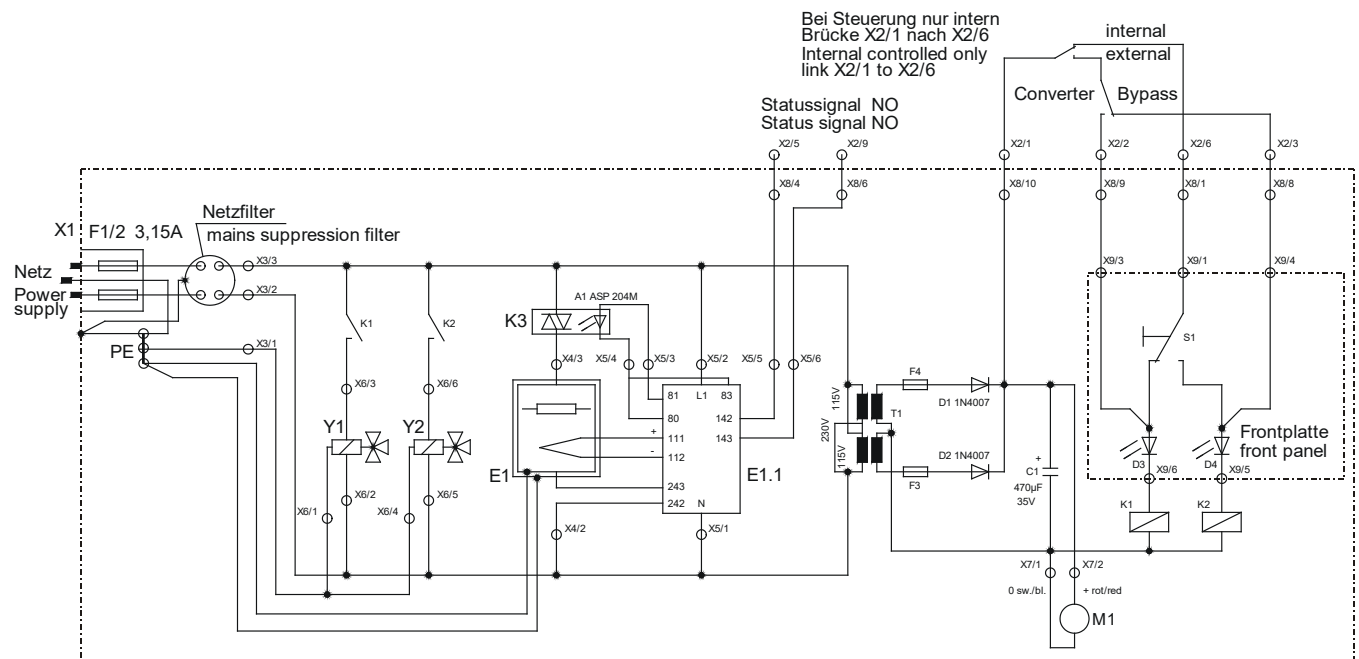 Bei Steuerung nur intern
Brücke X2/1 nach X2/6
Internal controlled only
link X2/1 to X2/6
internal
external
Converter
Bypass
Statussignal NO
Status signal NO
X2/5
X2/9
X2/1
X2/2
X2/6
X2/3
X8/4
X8/6
X8/10
X8/9
X8/1
X8/8
Netzfilter
mains suppression filter
X1
F1/2 3,15A
Netz
Power
supply
X3/3
X3/2
X3/1
PE
K1
K2
K3
A1 ASP 204M
X9/3
X9/1
X9/4
S1
X6/3
X6/6
X4/3
X5/4
X5/3
X5/2
X5/5
X5/6
81
L1
83
80
142
+
111
143
-
112
243
242
N
E1
E1.1
Y1
Y2
X6/2
X6/5
X6/1
X6/4
X4/2
X5/1
115V
230V
115V
T1
F4
D1 1N4007
D2 1N4007
F3
+
C1
470µF
35V
D3
D4
Frontplatte
front panel
X9/6
X9/5
K1
K2
X7/1
X7/2
0 sw./bl.
+ rot/red
M1